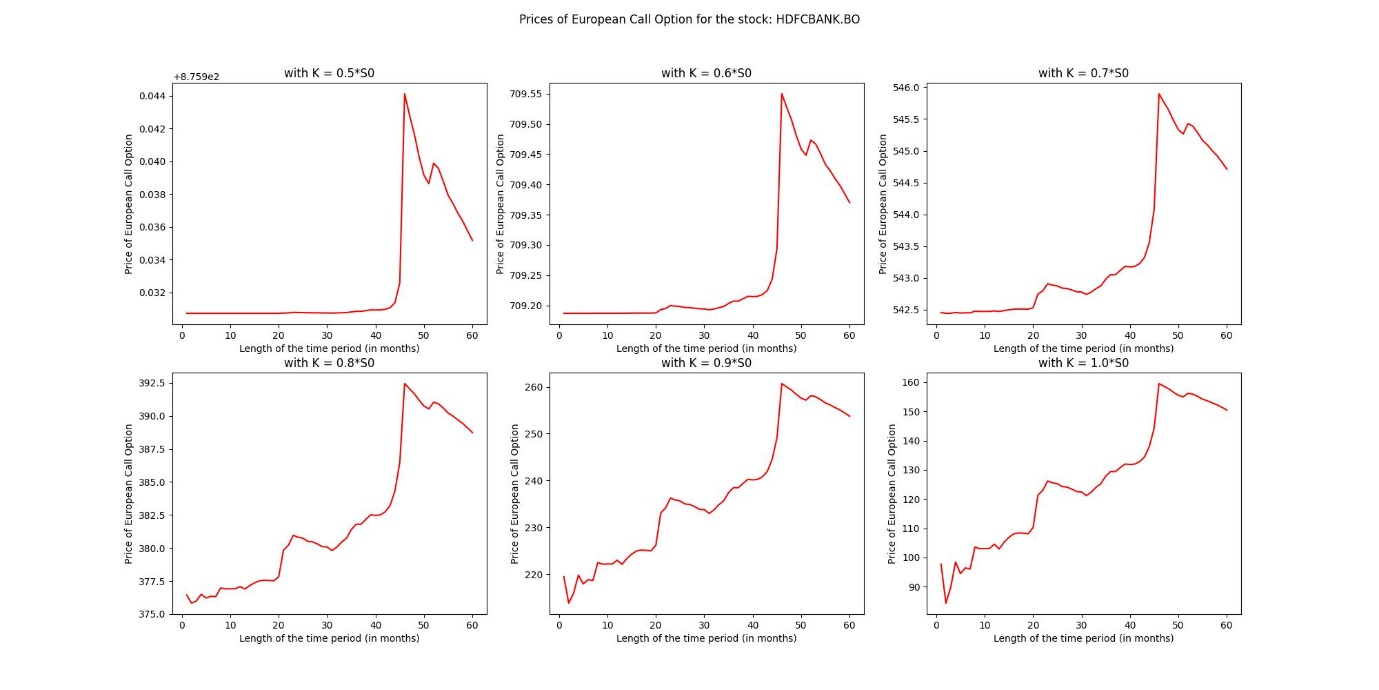 Prices of European Call Option for the stock: HDFCBANK.BO
with K = 0.5*S0
+8.759e2
0.044
0.042
0.040
0.038
0.036
0.034
0.032
Price of European Call Option
0 10 20 30 40 50 60
Length of the time period (in months)
with K = 0.6*S0
709.55
709.50
709.45
709.40
709.35
709.30
709.25
709.20
Price of European Call Option
0 10 20 30 40 50 60
Length of the time period (in months)
with K = 0.7*S0
546.0
545.5
545.0
544.5
544.0
543.5
543.0
542.5
Price of European Call Option
0 10 20 30 40 50 60
Length of the time period (in months)
with K = 0.8*S0
392.5
390.0
387.5
385.0
382.5
380.0
377.5
375.0
Price of European Call Option
0 10 20 30 40 50 60
Length of the time period (in months)
with K = 0.9*S0
260
250
240
230
220
Price of European Call Option
0 10 20 30 40 50 60
Length of the time period (in months)
with K = 1.0*S0
160
150
140
130
120
110
100
90
Price of European Call Option
0 10 20 30 40 50 60
Length of the time period (in months)